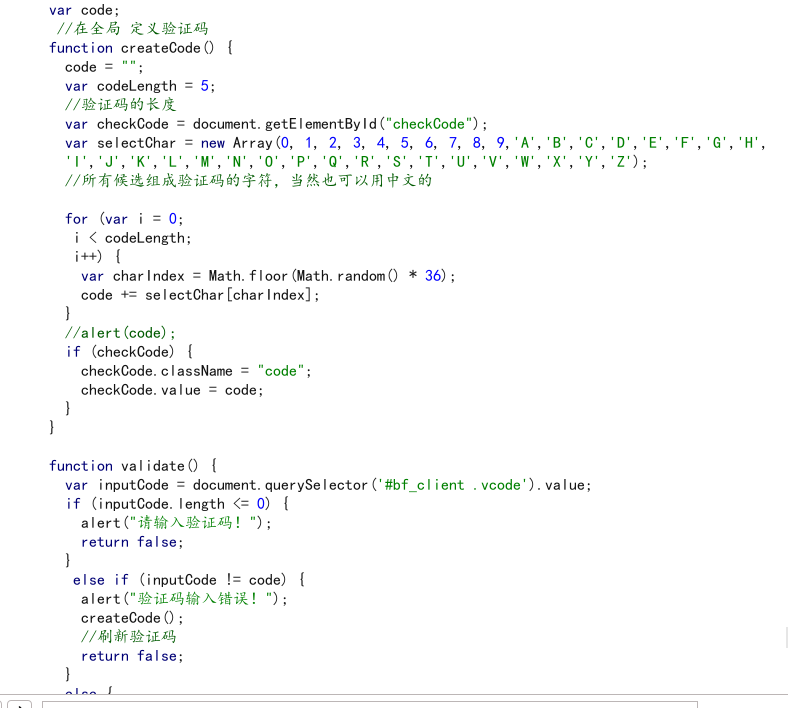 var code;
//在全局 定义验证码
function createCode() {
code = "";
var codeLength = 5;
//验证码的长度
var checkCode = document.getElementById("checkCode");
var selectChar = new Array(0, 1, 2, 3, 4, 5, 6, 7, 8, 9,'A','B','C','D','E','F','G','H',
'I','J','K','L','M','N','O','P','Q','R','S','T','U','V','W','X','Y','Z');
//所有候选组成验证码的字符，当然也可以用中文的
for (var i = 0;
i < codeLength;
i++) {
var charIndex = Math.floor(Math.random() * 36);
code += selectChar[charIndex];
}
//alert(code);
if (checkCode) {
checkCode.className = "code";
checkCode.value = code;
}
}
function validate() {
var inputCode = document.querySelector('#bf_client .vcode').value;
if (inputCode.length <= 0) {
alert("请输入验证码！");
return false;
}
else if (inputCode != code) {
alert("验证码输入错误！");
createCode();
//刷新验证码
return false;
}
else {